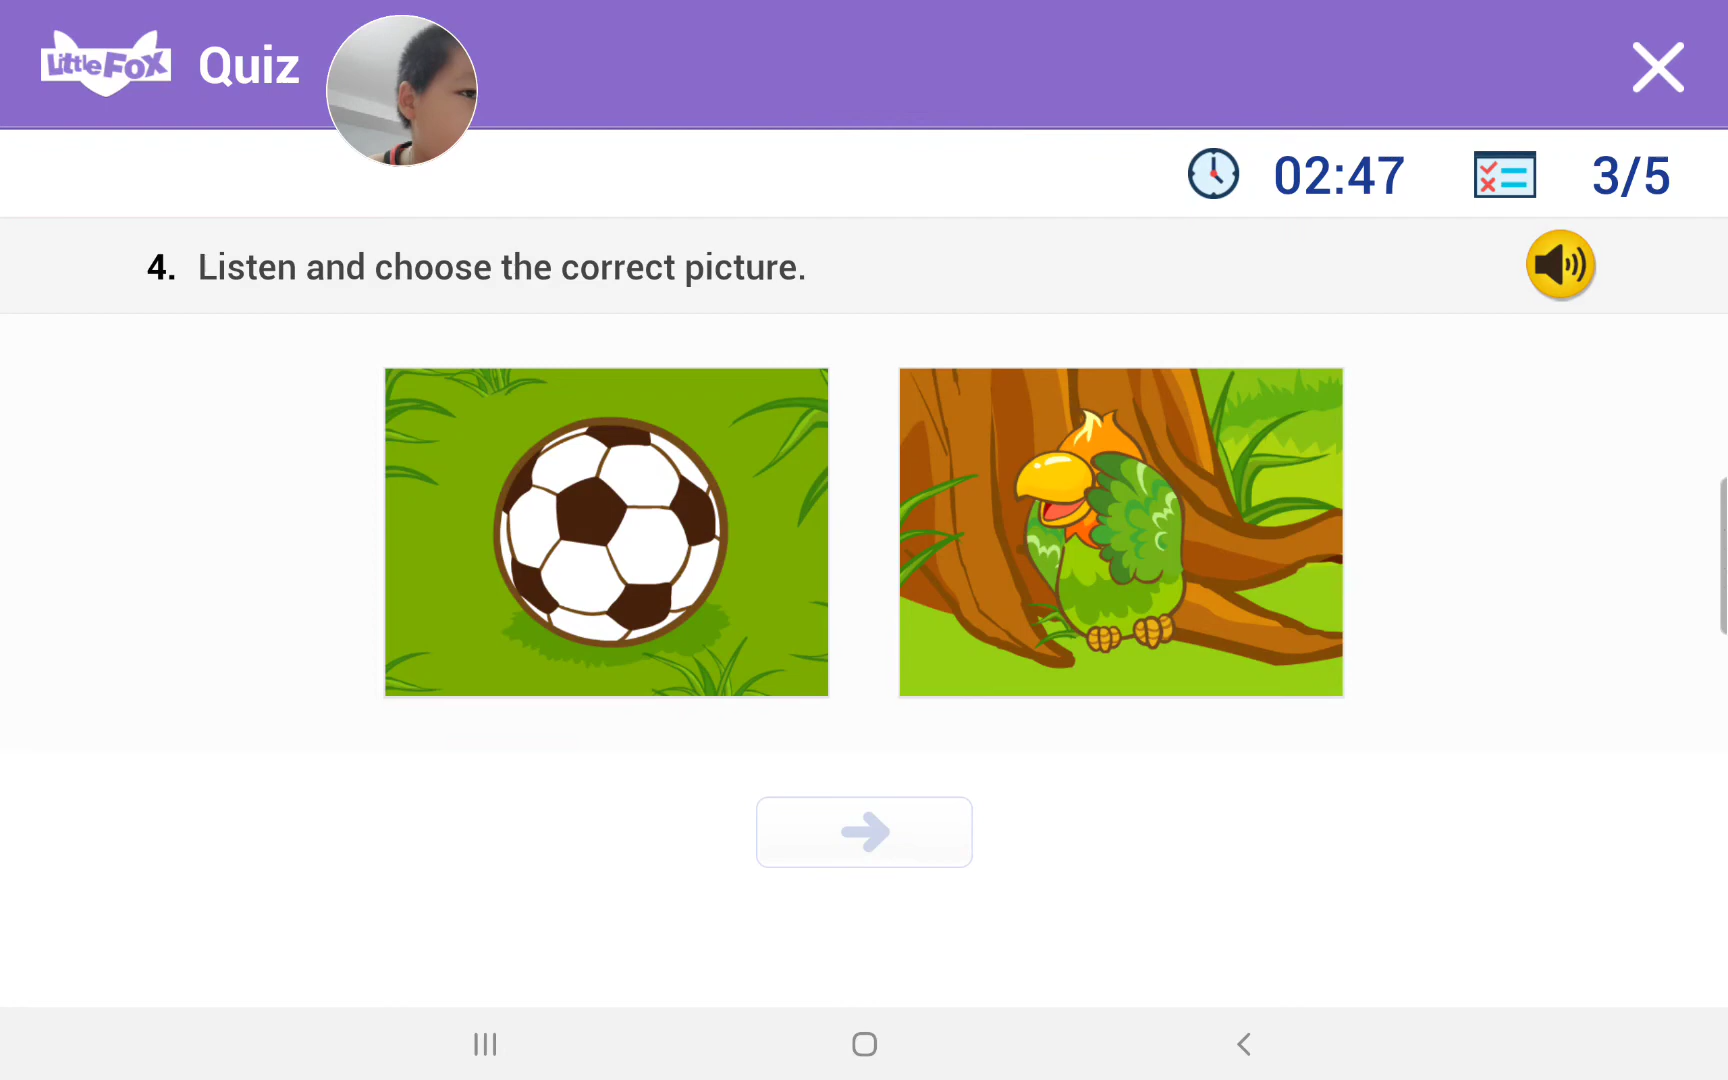 Little Fox Quiz
02:47 3/5
4. Listen and choose the correct picture.